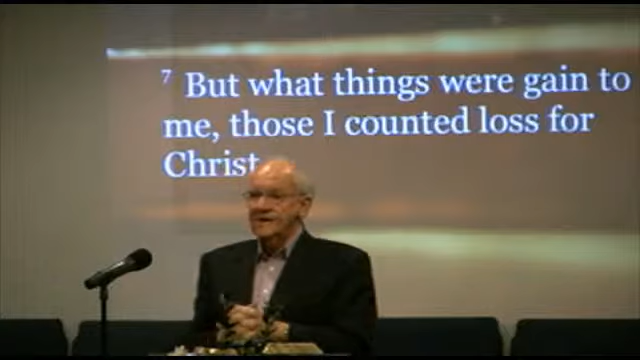 7 But what things were gain to
me, those I counted loss for
Christ